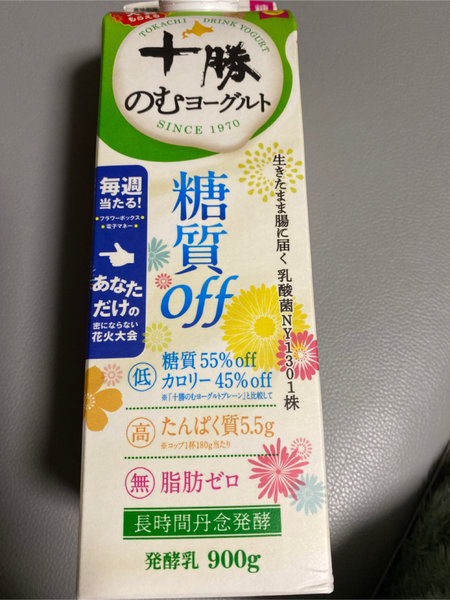 もらえる
糖
TOKACHI DRINK YOGURT
十勝
のむヨーグルト
SINCE 1970
毎週
当たる!
フラワーボックス
電子マネー
あなた
だけの
密にならない
花火大会
糖質
off
生きたまま腸に届く 乳酸菌NY1301株
低
糖質55%off
カロリー45%off
※「十勝のむヨーグルトプレーン」と比較して
高
たんぱく質5.5g
※コップ1杯180g当たり
無
脂肪ゼロ
長時間丹念発酵
発酵乳 900g